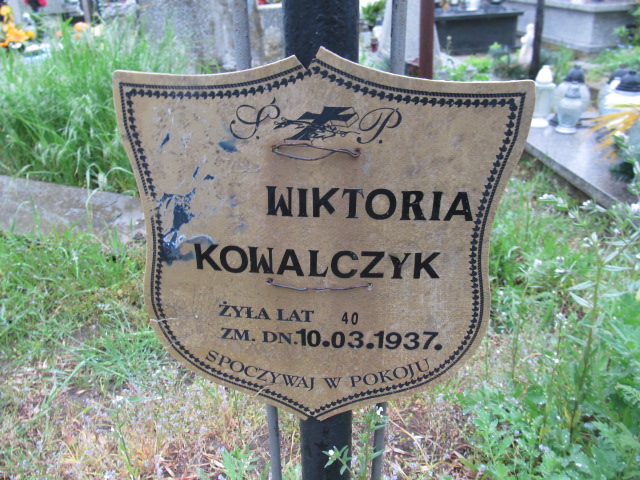 Ś. P.
WIKTORIA
KOWALCZYK
ŻYŁA LAT 40
ZM. DN. 10.03.1937.
SPOCZYWAJ W POKOJU